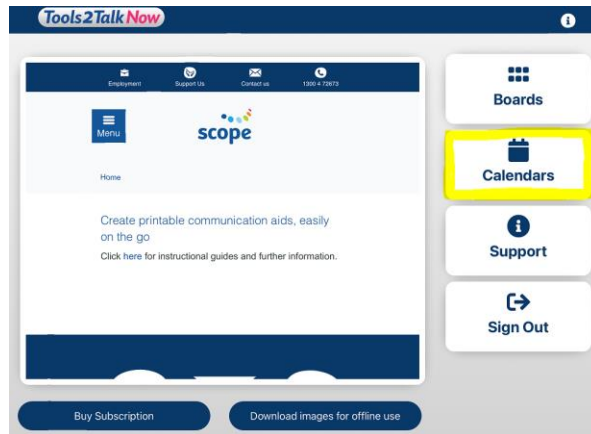 Tools2Talk Now
Employment Support Us Contact us 1300 4 72673
Menu
scope
Home
Create printable communication aids, easily
on the go
Click here for instructional guides and further information.
Boards
Calendars
Support
Sign Out
Buy Subscription
Download images for offline use